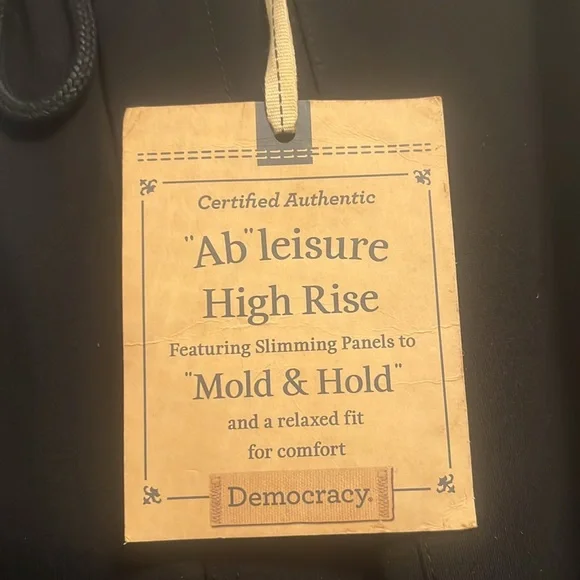 Certified Authentic
"Ab"leisure
High Rise
Featuring Slimming Panels to
"Mold & Hold"
and a relaxed fit
for comfort
Democracy.